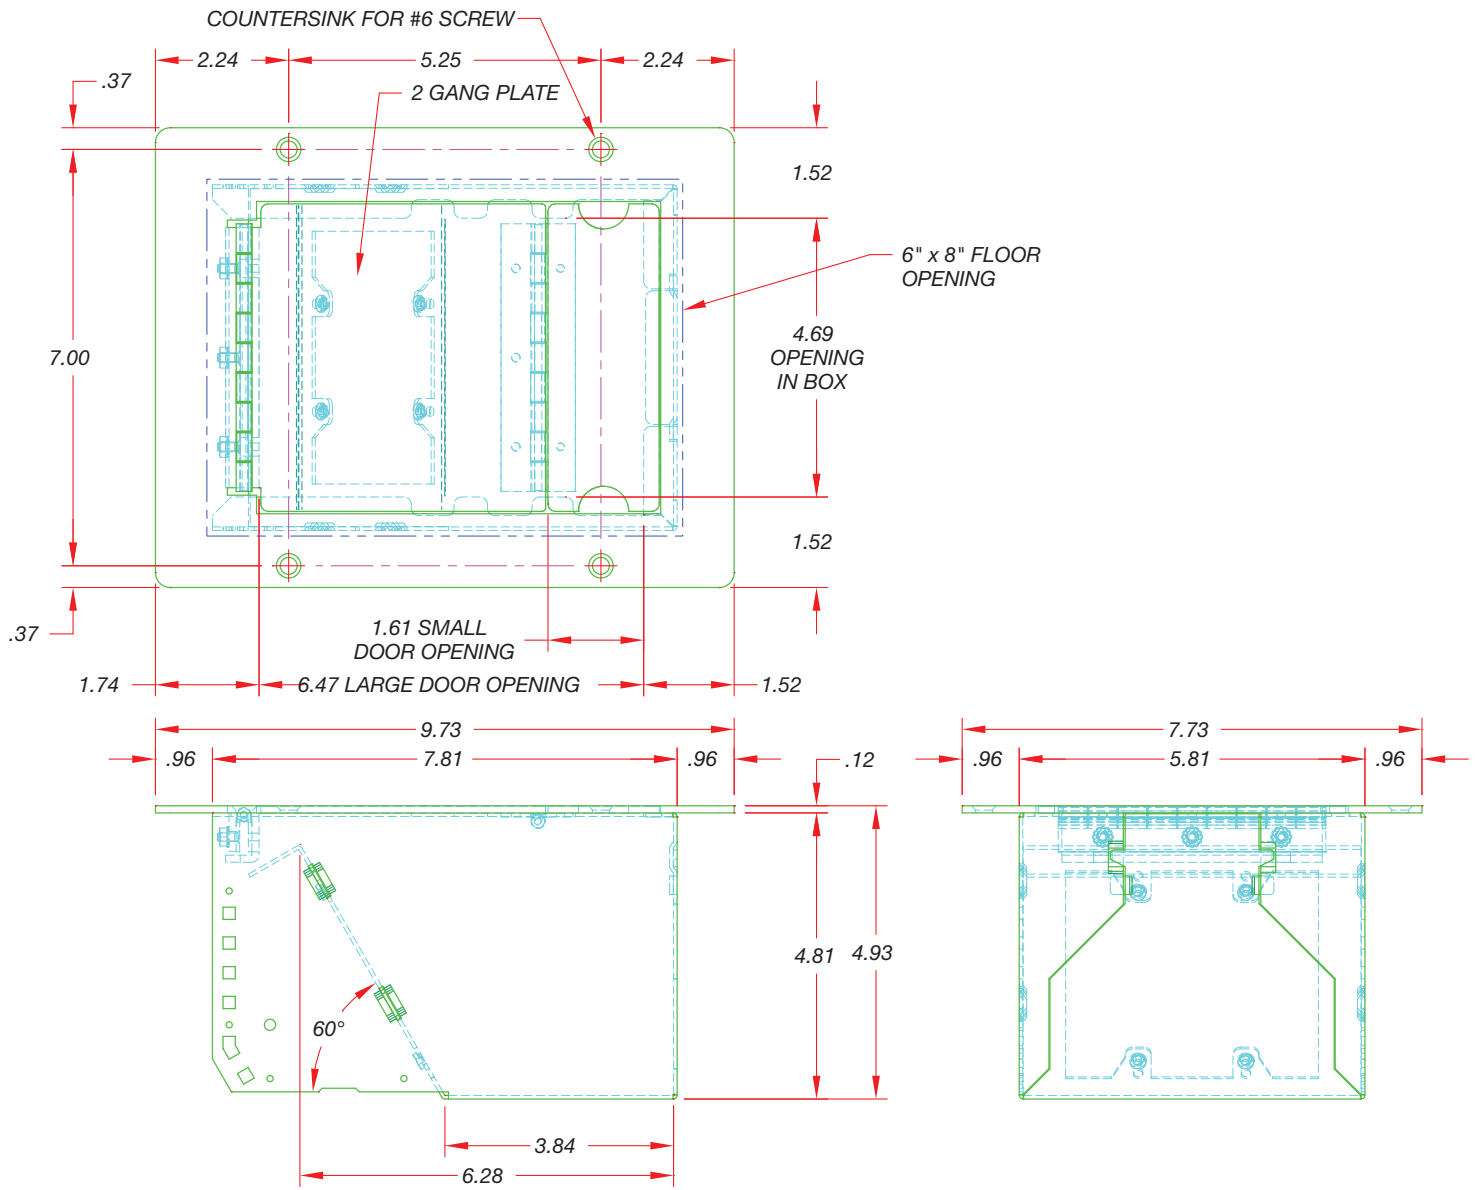 COUNTERSINK FOR #6 SCREW
2.24
5.25
2.24
.37
2 GANG PLATE
1.52
6" x 8" FLOOR
OPENING
7.00
4.69
OPENING
IN BOX
1.52
.37
1.61 SMALL
DOOR OPENING
1.74
6.47 LARGE DOOR OPENING
1.52
9.73
7.73
.96
7.81
.96
.12
.96
5.81
.96
4.81
4.93
60°
3.84
6.28